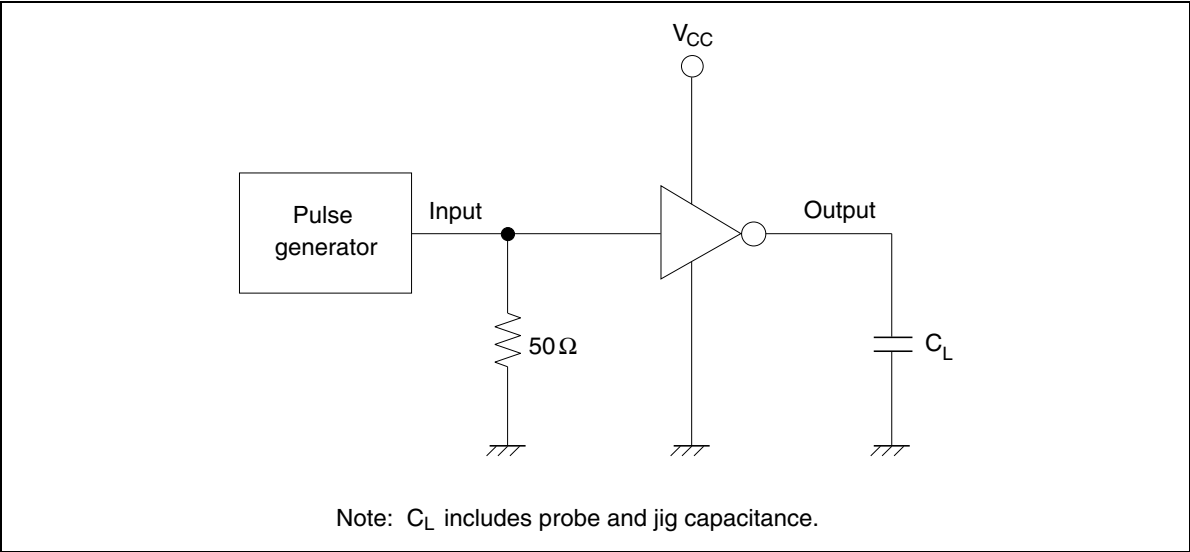 VCC
Pulse
generator
Input
Output
50Ω
CL
Note: CL includes probe and jig capacitance.